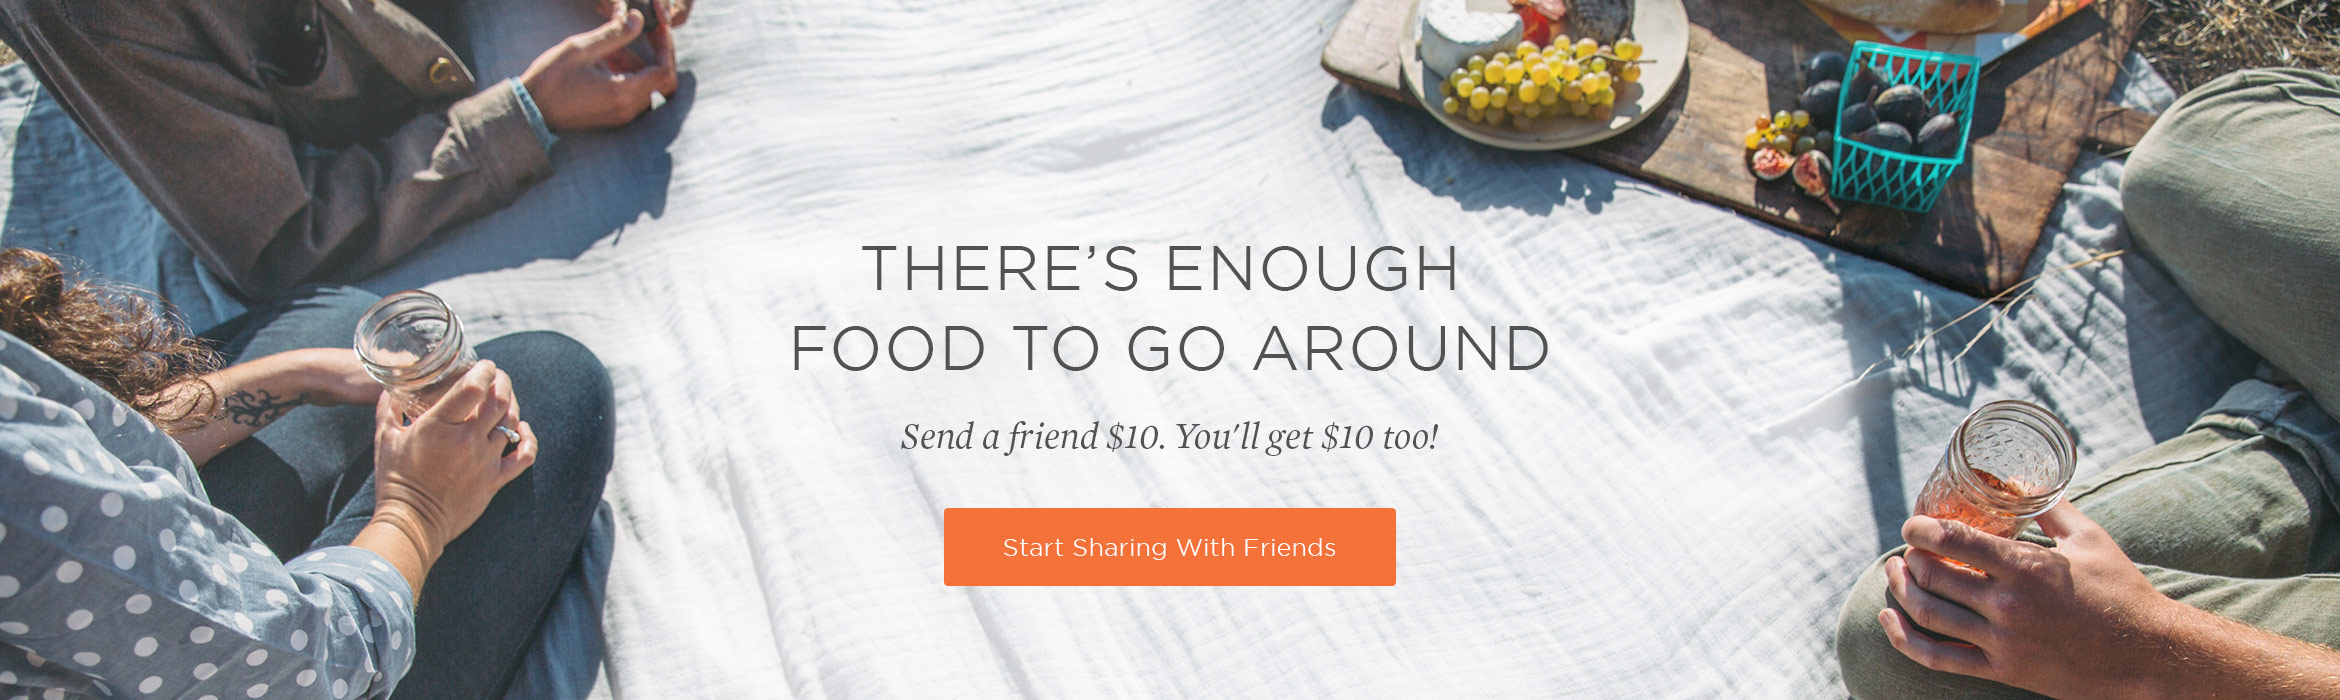 THERE’S ENOUGH
FOOD TO GO AROUND
Send a friend $10. You'll get $10 too!
Start Sharing With Friends